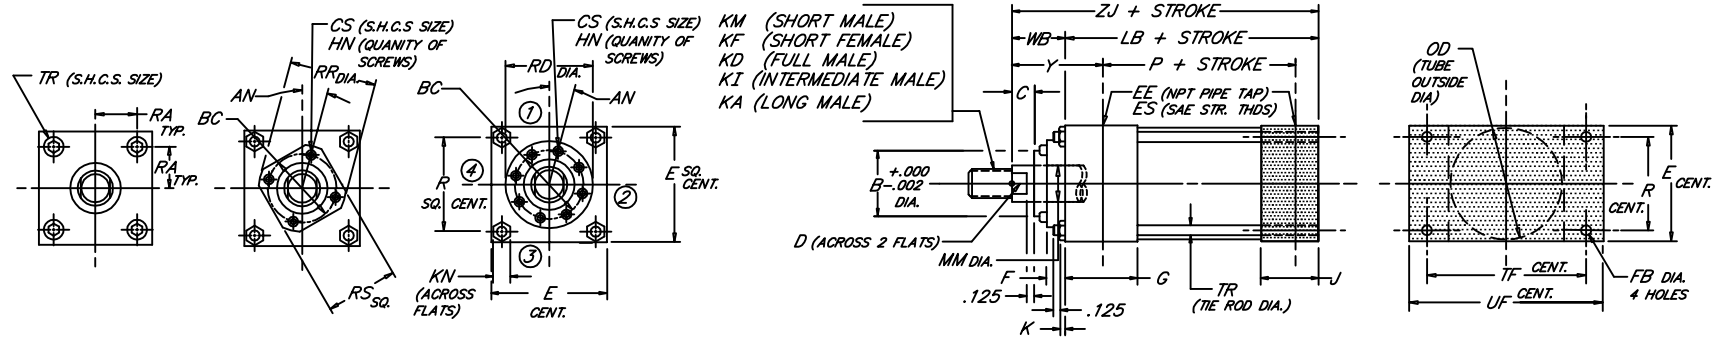 TR (S.H.C.S. SIZE)
RA
TYP.
RA
TYP.
CS (S.H.C.S SIZE)
HN (QUANITY OF
SCREWS)
RR DIA.
AN
BC
RS SQ.
CS (S.H.C.S SIZE)
HN (QUANITY OF
SCREWS)
RD DIA.
BC
AN
1
4
2
3
R
SQ. CENT.
E SQ.
CENT.
KN
(ACROSS
FLATS)
E
CENT.
KM (SHORT MALE)
KF (SHORT FEMALE)
KD (FULL MALE)
KI (INTERMEDIATE MALE)
KA (LONG MALE)
ZJ + STROKE
WB
LB + STROKE
Y
P + STROKE
C
EE (NPT PIPE TAP)
ES (SAE STR. THDS)
+.000
B -.002
DIA.
D (ACROSS 2 FLATS)
MM DIA.
F
G
J
.125
.125
K
TR
(TIE ROD DIA.)
OD
(TUBE
OUTSIDE
DIA)
E
CENT.
R
CENT.
TF CENT.
UF CENT.
FB DIA.
4 HOLES